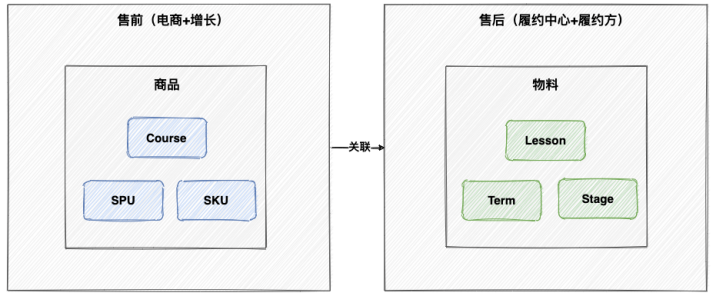 售前（电商+增长）
商品
Course
SPU
SKU
关联
售后（履约中心+履约方）
物料
Lesson
Term
Stage